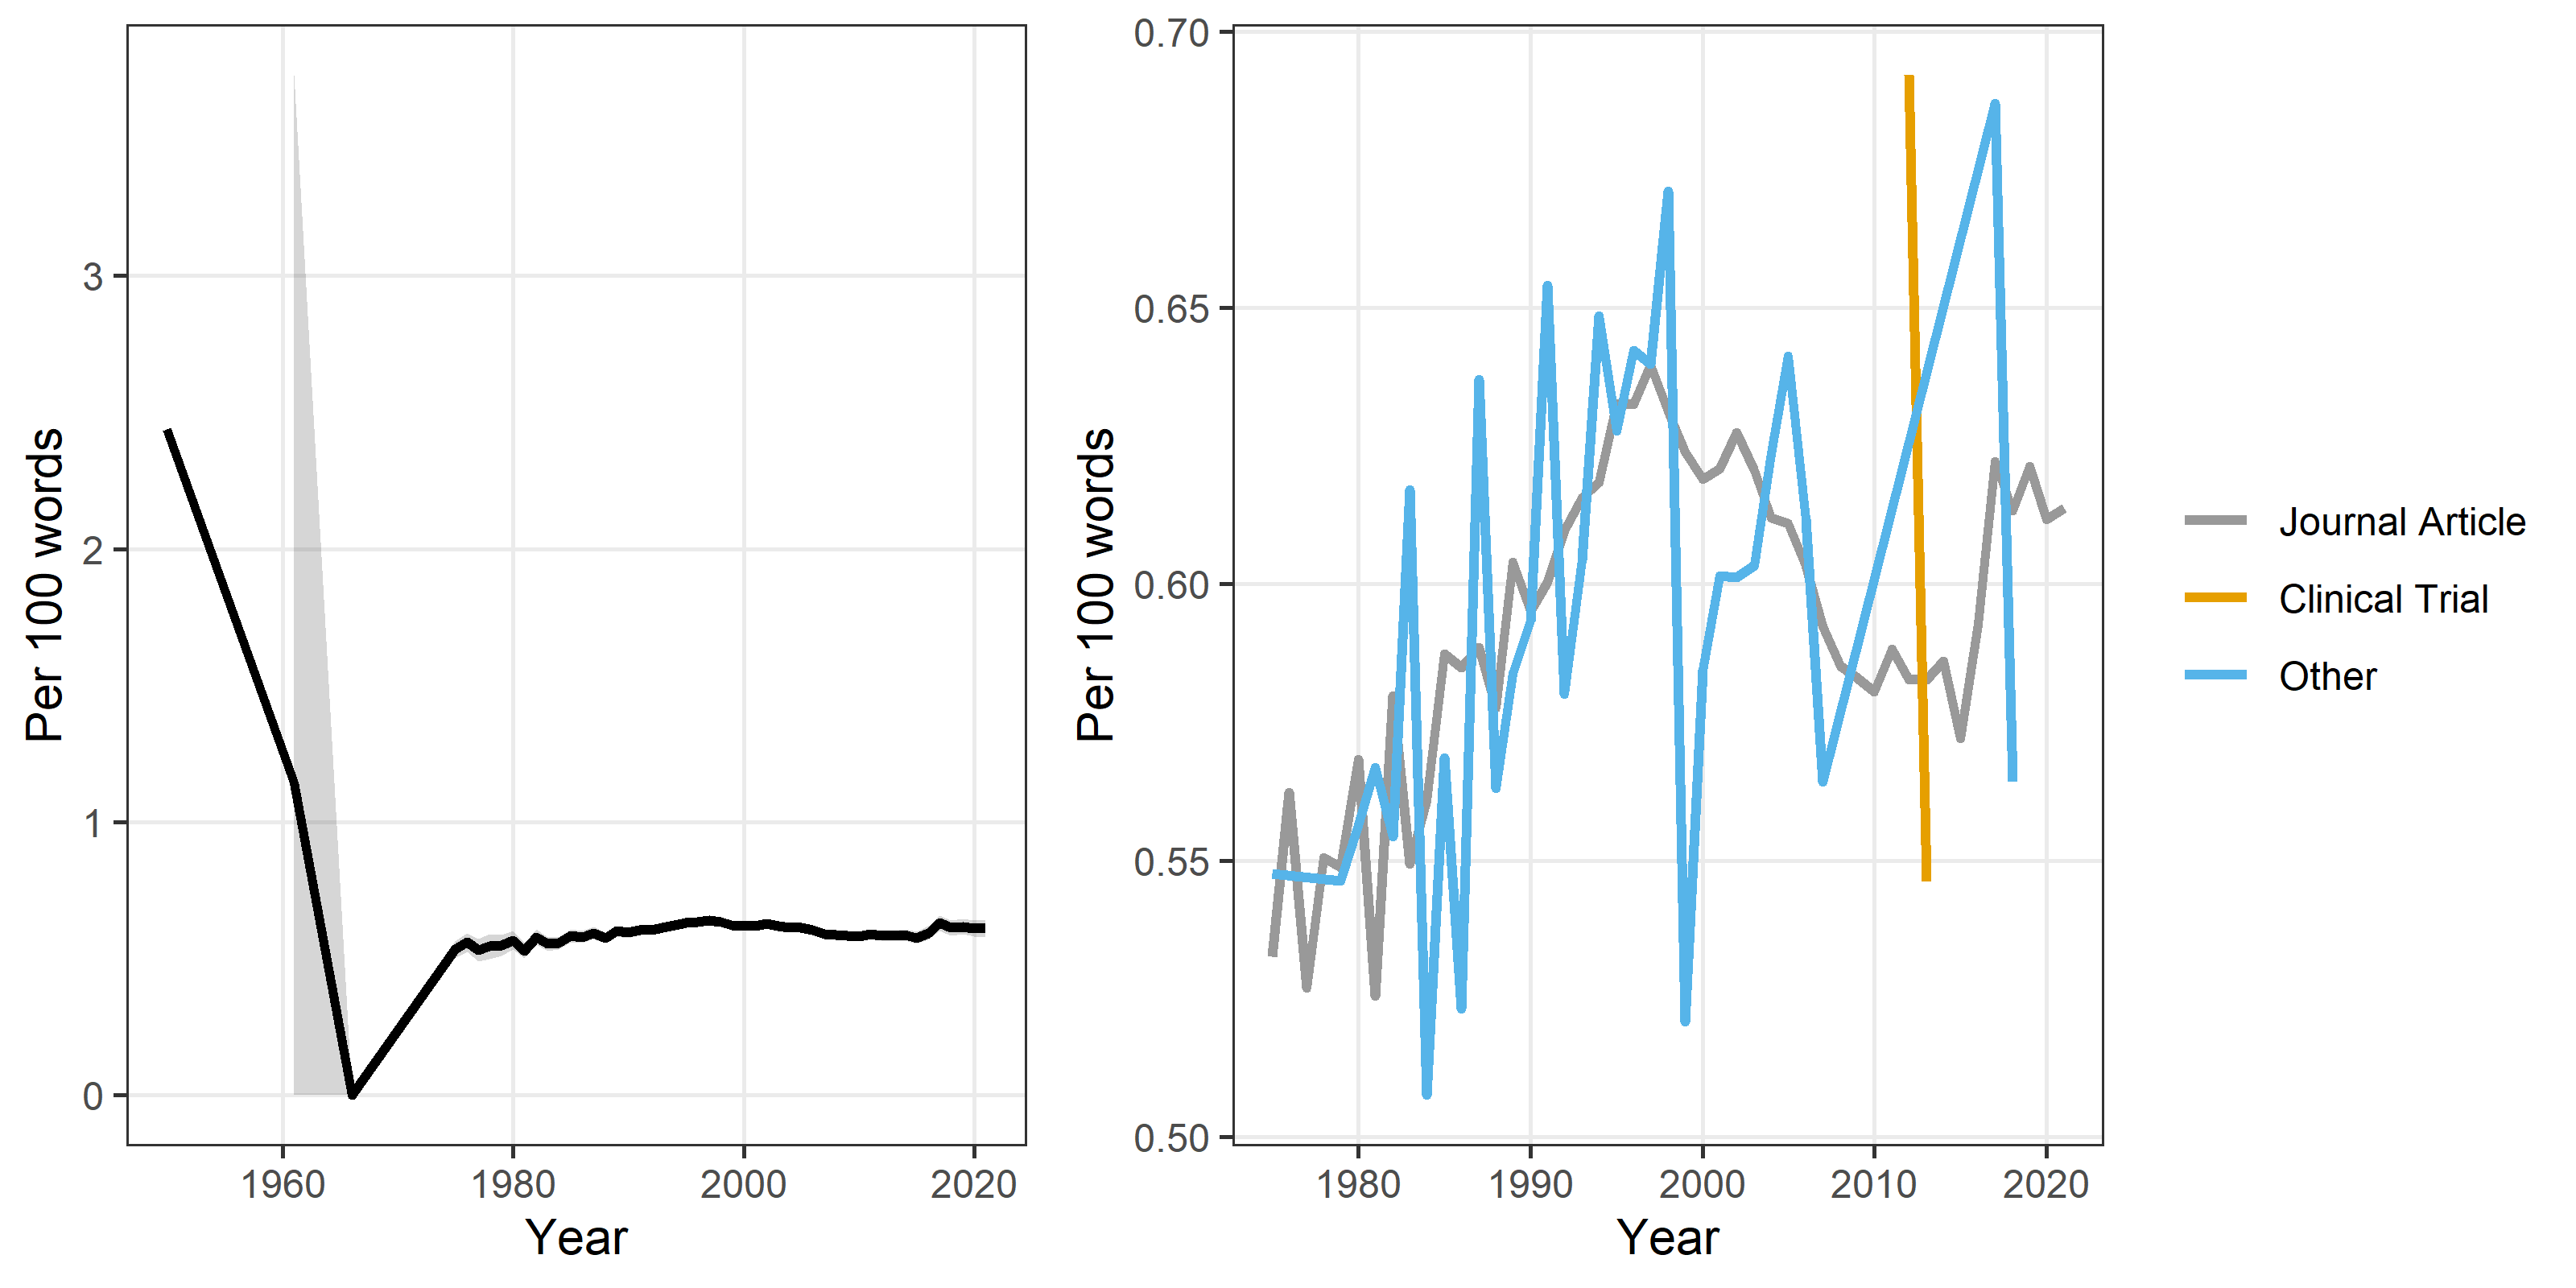 Per 100 words
3
2
1
0
1960 1980 2000 2020
Year
Per 100 words
0.70
0.65
0.60
0.55
0.50
1980 1990 2000 2010 2020
Year
Journal Article
Clinical Trial
Other